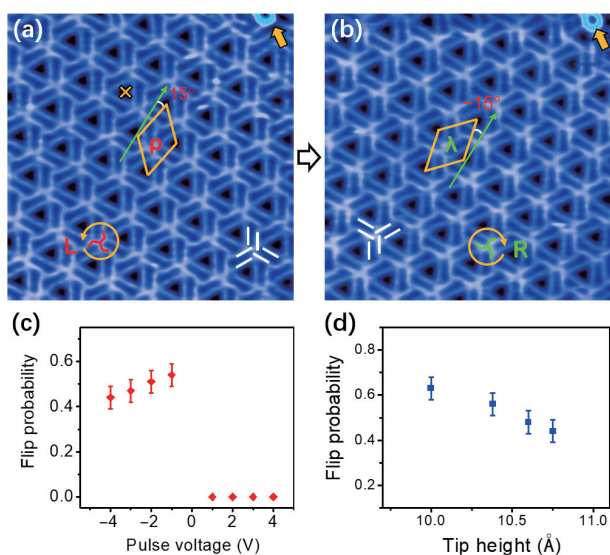 (a)
(b)
15°
-15°
ρ
λ
L
R
(c)
(d)
Flip probability
0.6
0.4
0.2
0.0
−4
−2
0
2
4
Pulse voltage (V)
Flip probability
0.8
0.6
0.4
0.2
10.0
10.5
11.0
Tip height (Å)